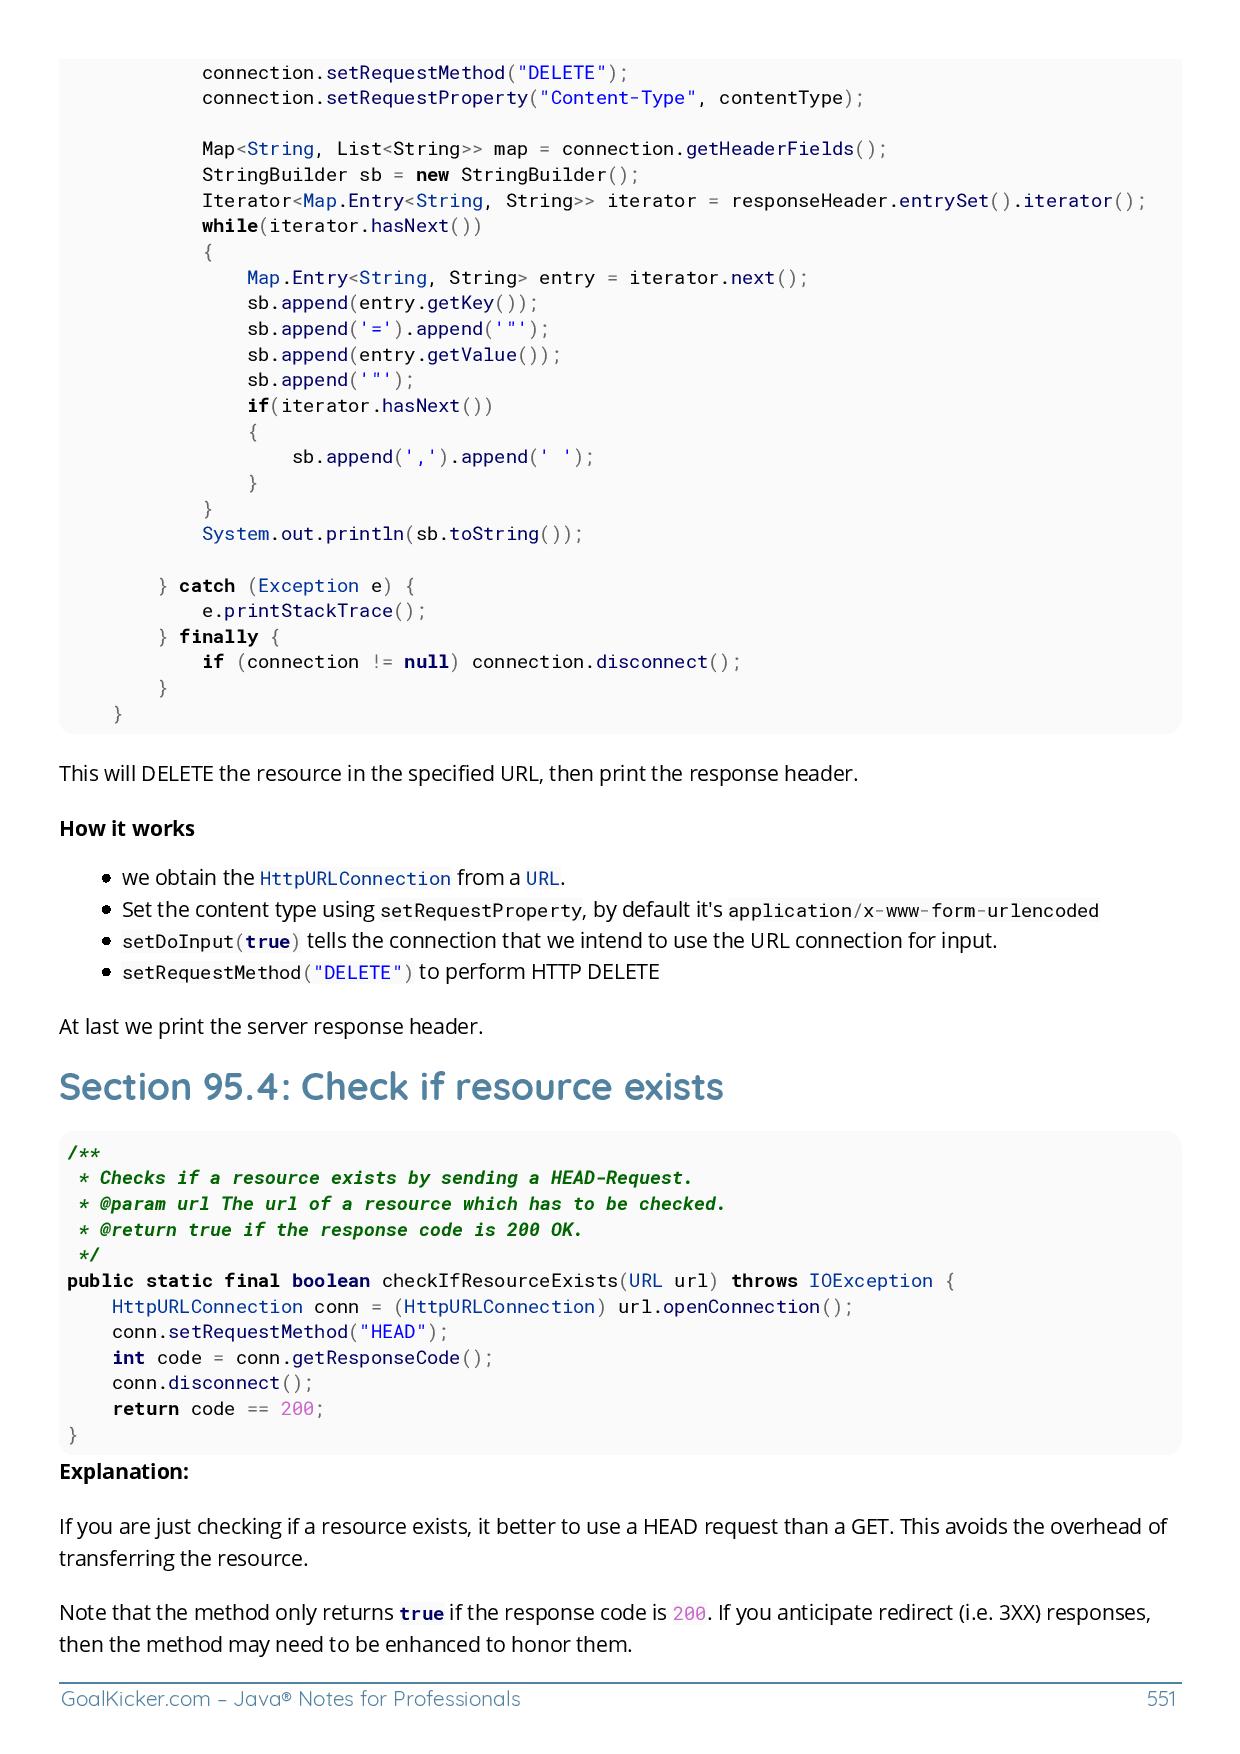 connection.setRequestMethod("DELETE");
            connection.setRequestProperty("Content-Type", contentType);

            Map<String, List<String>> map = connection.getHeaderFields();
            StringBuilder sb = new StringBuilder();
            Iterator<Map.Entry<String, String>> iterator = responseHeader.entrySet().iterator();
            while(iterator.hasNext())
            {
                Map.Entry<String, String> entry = iterator.next();
                sb.append(entry.getKey());
                sb.append('=').append('"');
                sb.append(entry.getValue());
                sb.append('"');
                if(iterator.hasNext())
                {
                    sb.append(',').append(' ');
                }
            }
            System.out.println(sb.toString());

        } catch (Exception e) {
            e.printStackTrace();
        } finally {
            if (connection != null) connection.disconnect();
        }
    }
This will DELETE the resource in the specified URL, then print the response header.
How it works
● we obtain the HttpURLConnection from a URL.
● Set the content type using setRequestProperty, by default it's application/x-www-form-urlencoded
● setDoInput(true) tells the connection that we intend to use the URL connection for input.
● setRequestMethod("DELETE") to perform HTTP DELETE
At last we print the server response header.
Section 95.4: Check if resource exists
/**
 * Checks if a resource exists by sending a HEAD-Request.
 * @param url The url of a resource which has to be checked.
 * @return true if the response code is 200 OK.
 */
public static final boolean checkIfResourceExists(URL url) throws IOException {
    HttpURLConnection conn = (HttpURLConnection) url.openConnection();
    conn.setRequestMethod("HEAD");
    int code = conn.getResponseCode();
    conn.disconnect();
    return code == 200;
}
Explanation:
If you are just checking if a resource exists, it better to use a HEAD request than a GET. This avoids the overhead of
transferring the resource.
Note that the method only returns true if the response code is 200. If you anticipate redirect (i.e. 3XX) responses,
then the method may need to be enhanced to honor them.
GoalKicker.com – Java® Notes for Professionals 551